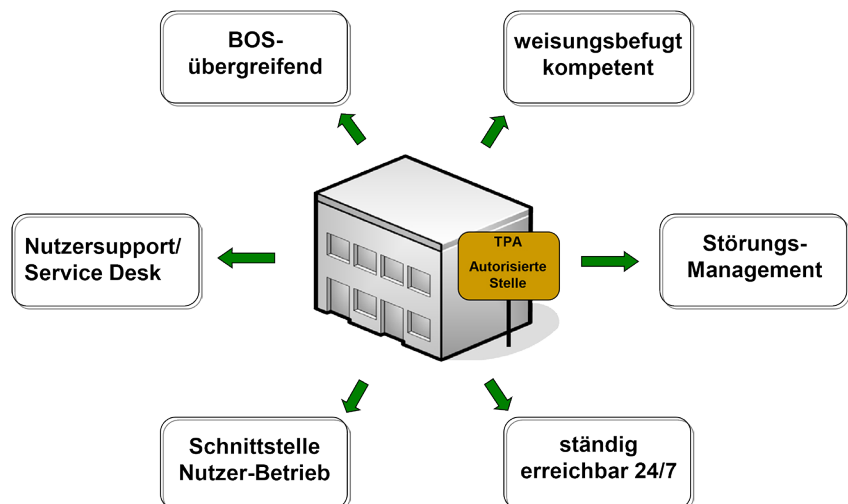 BOS-
übergreifend
weisungsbefugt
kompetent
Nutzersupport/
Service Desk
TPA
Autorisierte
Stelle
Störungs-
Management
Schnittstelle
Nutzer-Betrieb
ständig
erreichbar 24/7